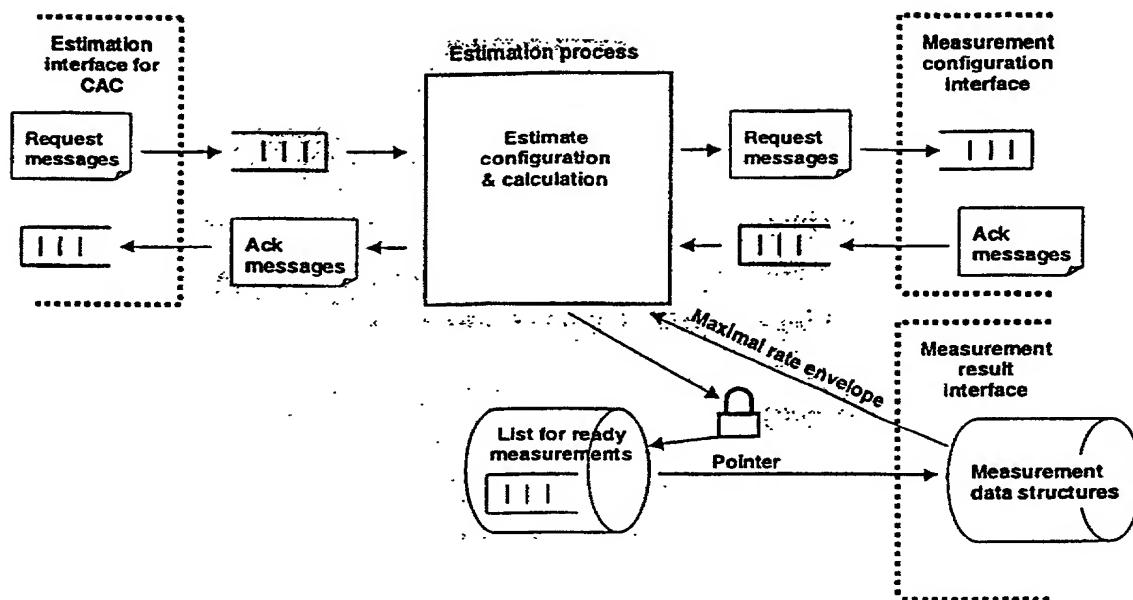 Estimation
interface for
CAC
Request
messages
Ack
messages
Estimation process
Estimate
configuration
& calculation
Request
messages
Measurement
configuration
interface
Ack
messages
Maximal rate envelope
Measurement
result
interface
List for ready
measurements
Pointer
Measurement
data structures